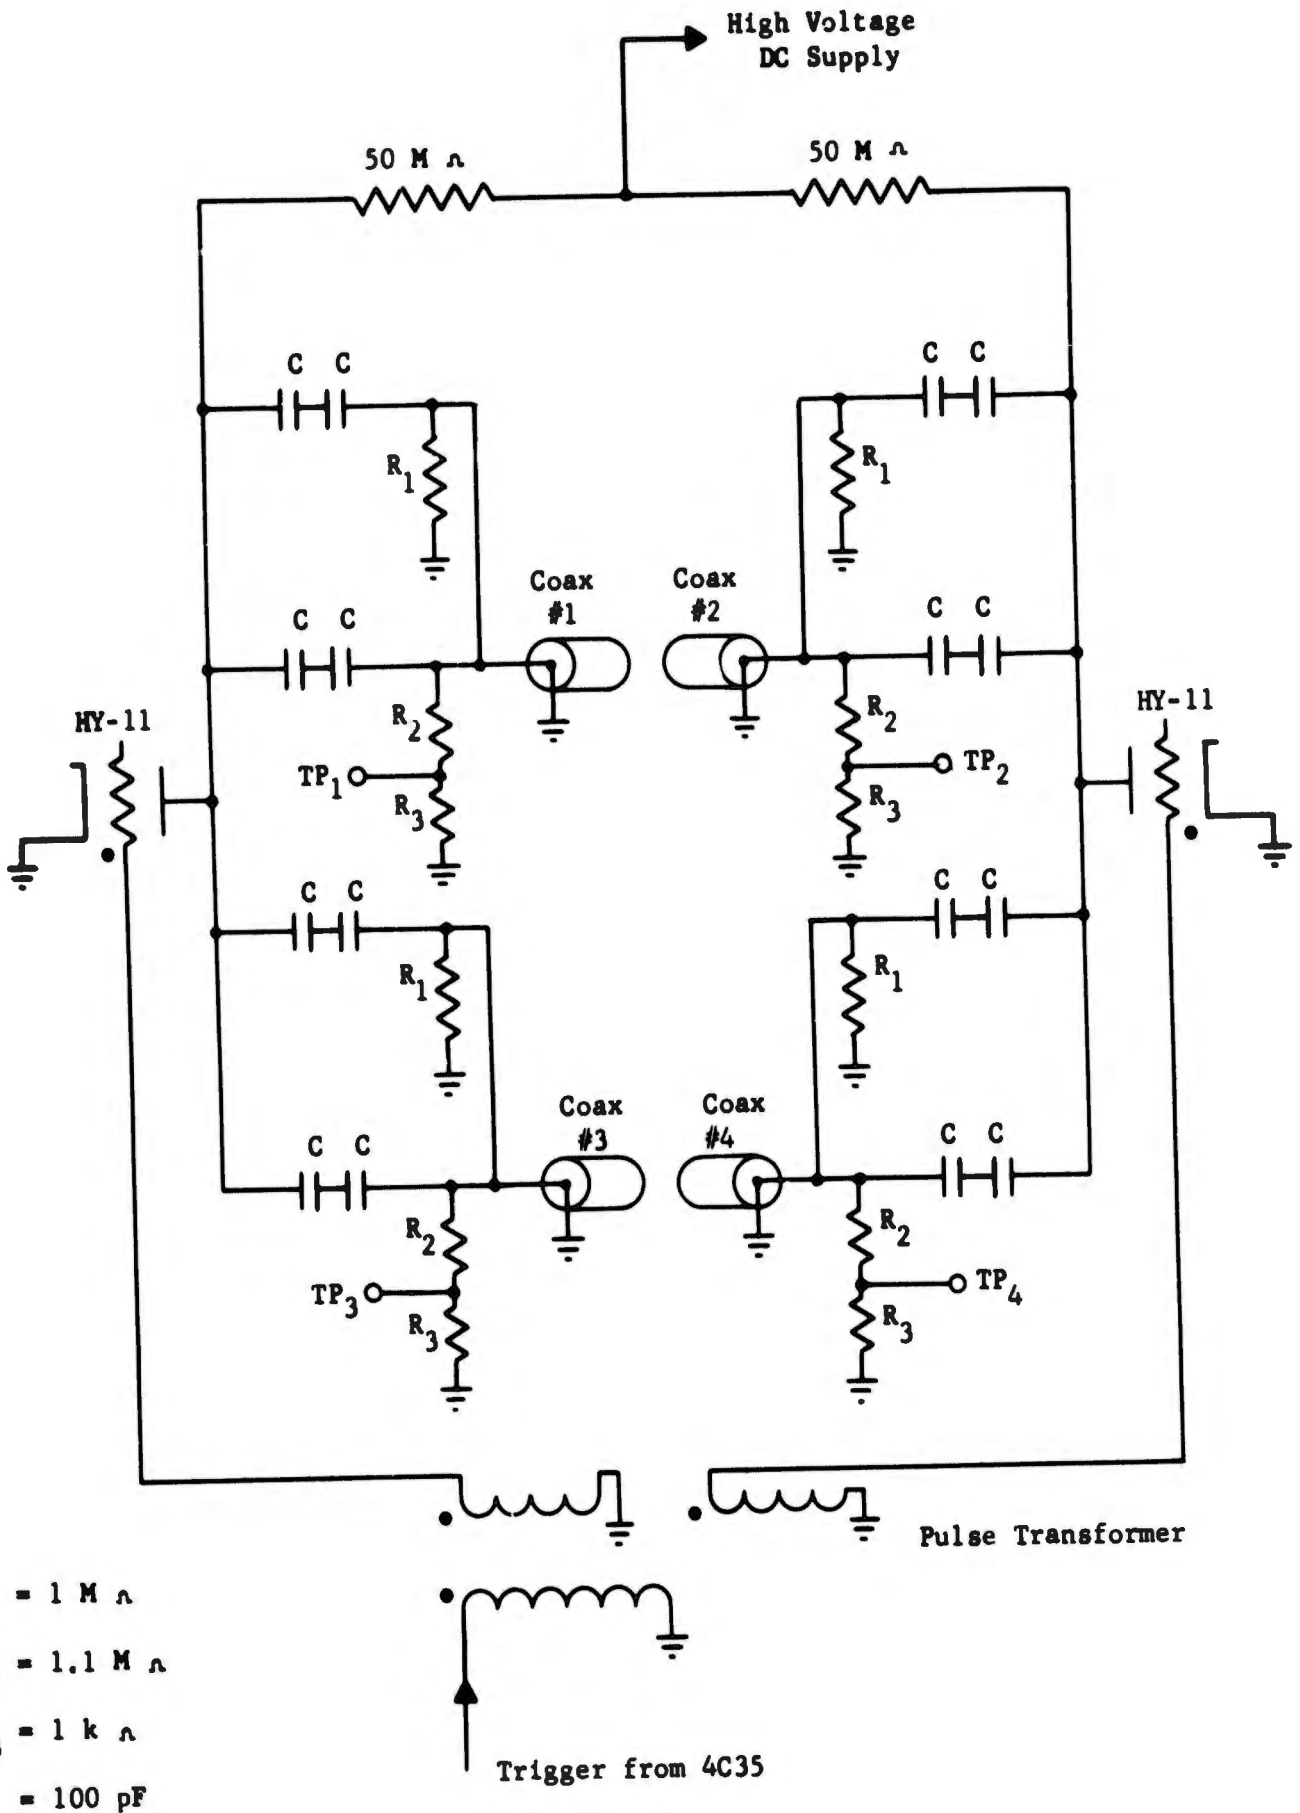 High Voltage
DC Supply
50 M Ω
50 M Ω
C C
C C
R1
R1
Coax
#1
Coax
#2
C C
C C
HY-11
HY-11
R2
R2
TP1
TP2
R3
R3
C C
C C
R1
R1
Coax
#3
Coax
#4
C C
C C
R2
R2
TP3
TP4
R3
R3
Pulse Transformer
= 1 M Ω
= 1.1 M Ω
= 1 k Ω
= 100 pF
Trigger from 4C35